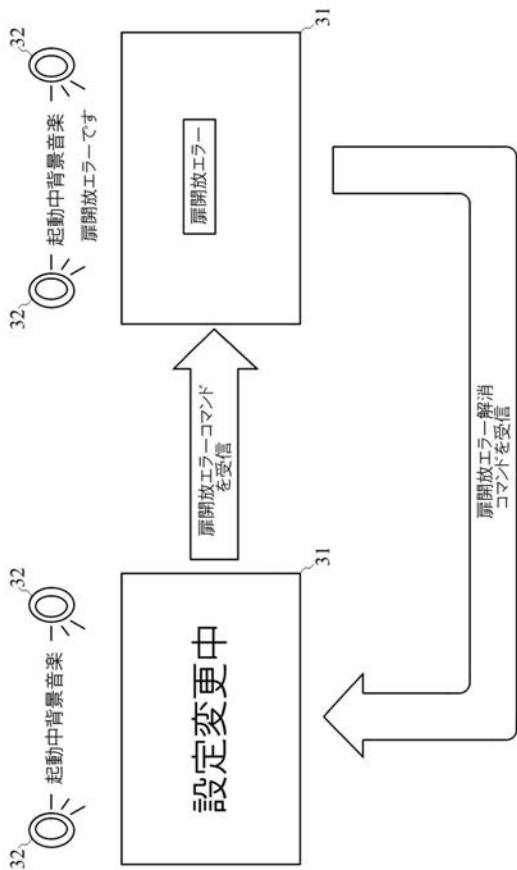 32
起動中背景音楽
32
設定変更中
31
扉開放エラーコマンド
を受信
32
起動中背景音楽
扉開放エラーです
32
扉開放エラー
31
扉開放エラー解消
コマンドを受信